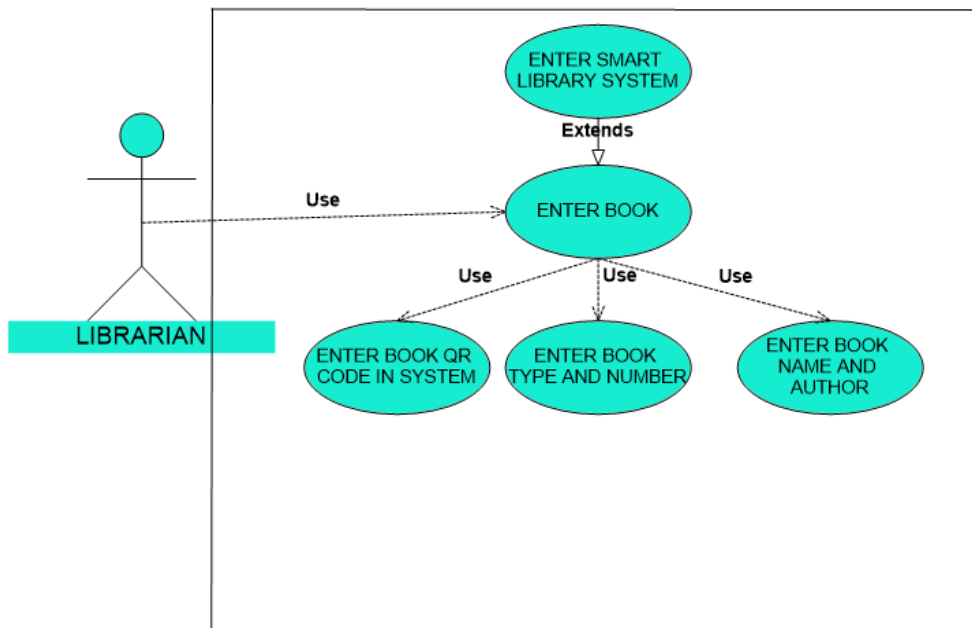 ENTER SMART
LIBRARY SYSTEM
Extends
Use
ENTER BOOK
Use
Use
Use
LIBRARIAN
ENTER BOOK QR
CODE IN SYSTEM
ENTER BOOK
TYPE AND NUMBER
ENTER BOOK
NAME AND
AUTHOR